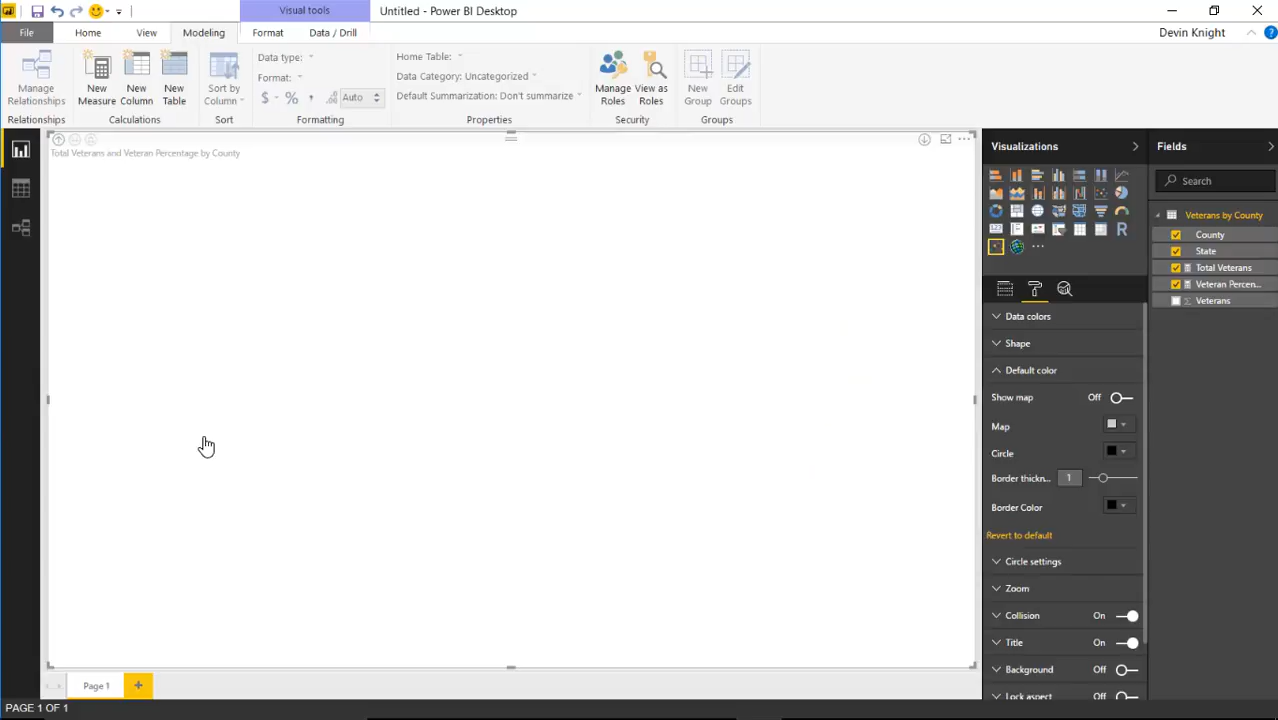 Visual tools
Untitled - Power BI Desktop
File
Home
View
Modeling
Format
Data / Drill
Devin Knight
Manage
Relationships
Relationships
New
Measure
New
Column
New
Table
Calculations
Sort by
Column
Sort
Data type:
Format:
$ % , .00 Auto
Formatting
Home Table:
Data Category: Uncategorized
Default Summarization: Don't summarize
Properties
Manage
Roles
View as
Roles
Security
New
Group
Edit
Groups
Groups
Total Veterans and Veteran Percentage by County
Visualizations
R
Data colors
Shape
Default color
Show map Off
Map
Circle
Border thickn... 1
Border Color
Revert to default
Circle settings
Zoom
Collision On
Title On
Background Off
Lock aspect Off
Fields
Search
Veterans by County
County
State
Total Veterans
Veteran Percen...
Σ Veterans
Page 1
PAGE 1 OF 1